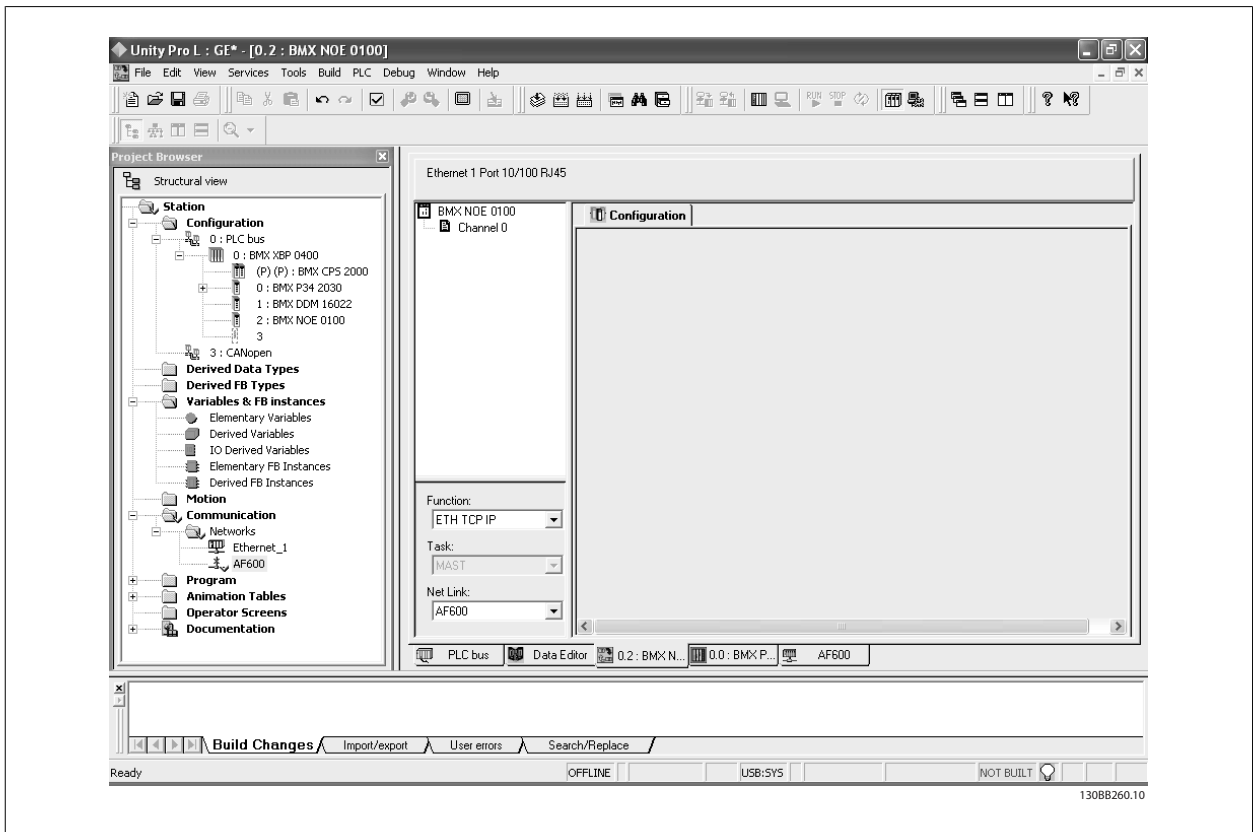 Unity Pro L : GE* - [0.2 : BMX NOE 0100]
File Edit View Services Tools Build PLC Debug Window Help
RUN STOP
Project Browser
Structural view
Station
Configuration
0 : PLC bus
0 : BMX XBP 0400
(P) (P) : BMX CPS 2000
0 : BMX P34 2030
1 : BMX DDM 16022
2 : BMX NOE 0100
3
3 : CANopen
Derived Data Types
Derived FB Types
Variables & FB instances
Elementary Variables
Derived Variables
IO Derived Variables
Elementary FB Instances
Derived FB Instances
Motion
Communication
Networks
Ethernet_1
AF600
Program
Animation Tables
Operator Screens
Documentation
Ethernet 1 Port 10/100 RJ45
BMX NOE 0100
Channel 0
Configuration
Function:
ETH TCP IP
Task:
MAST
Net Link:
AF600
PLC bus Data Editor 0.2 : BMX N... 0.0 : BMX P... AF600
Build Changes Import/export User errors Search/Replace
Ready OFFLINE USB:SYS NOT BUILT
130BB260.10